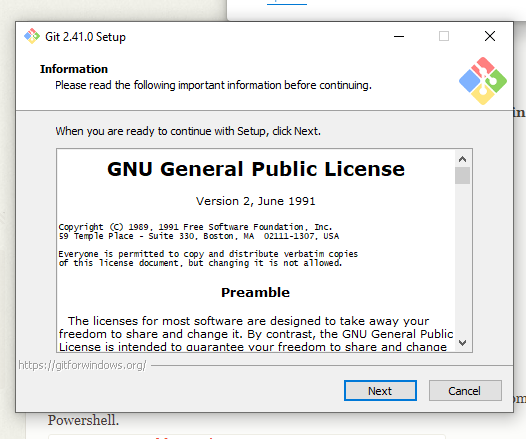 Git 2.41.0 Setup
Information
Please read the following important information before continuing.
When you are ready to continue with Setup, click Next.
GNU General Public License
Version 2, June 1991
Copyright (C) 1989, 1991 Free Software Foundation, Inc.
59 Temple Place - Suite 330, Boston, MA  02111-1307, USA
Everyone is permitted to copy and distribute verbatim copies
of this license document, but changing it is not allowed.
Preamble
The licenses for most software are designed to take away your
freedom to share and change it. By contrast, the GNU General Public
License is intended to guarantee your freedom to share and change
https://gitforwindows.org/
Next
Cancel
Powershell.